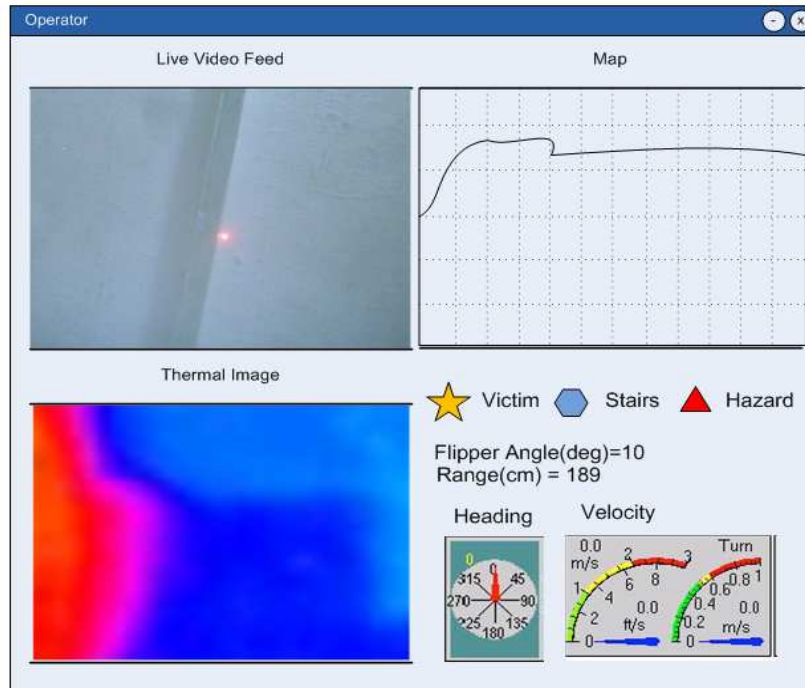 Operator
- x
Live Video Feed
Map
Thermal Image
Victim
Stairs
Hazard
Flipper Angle(deg)=10
Range(cm) = 189
Heading
Velocity
0
0
45
90
135
180
225
270
315
0.0
m/s
0
1
2
3
0
2
4
6
8
0.0
ft/s
Turn
0
0.2
0.4
0.6
0.8
1
0.0
m/s